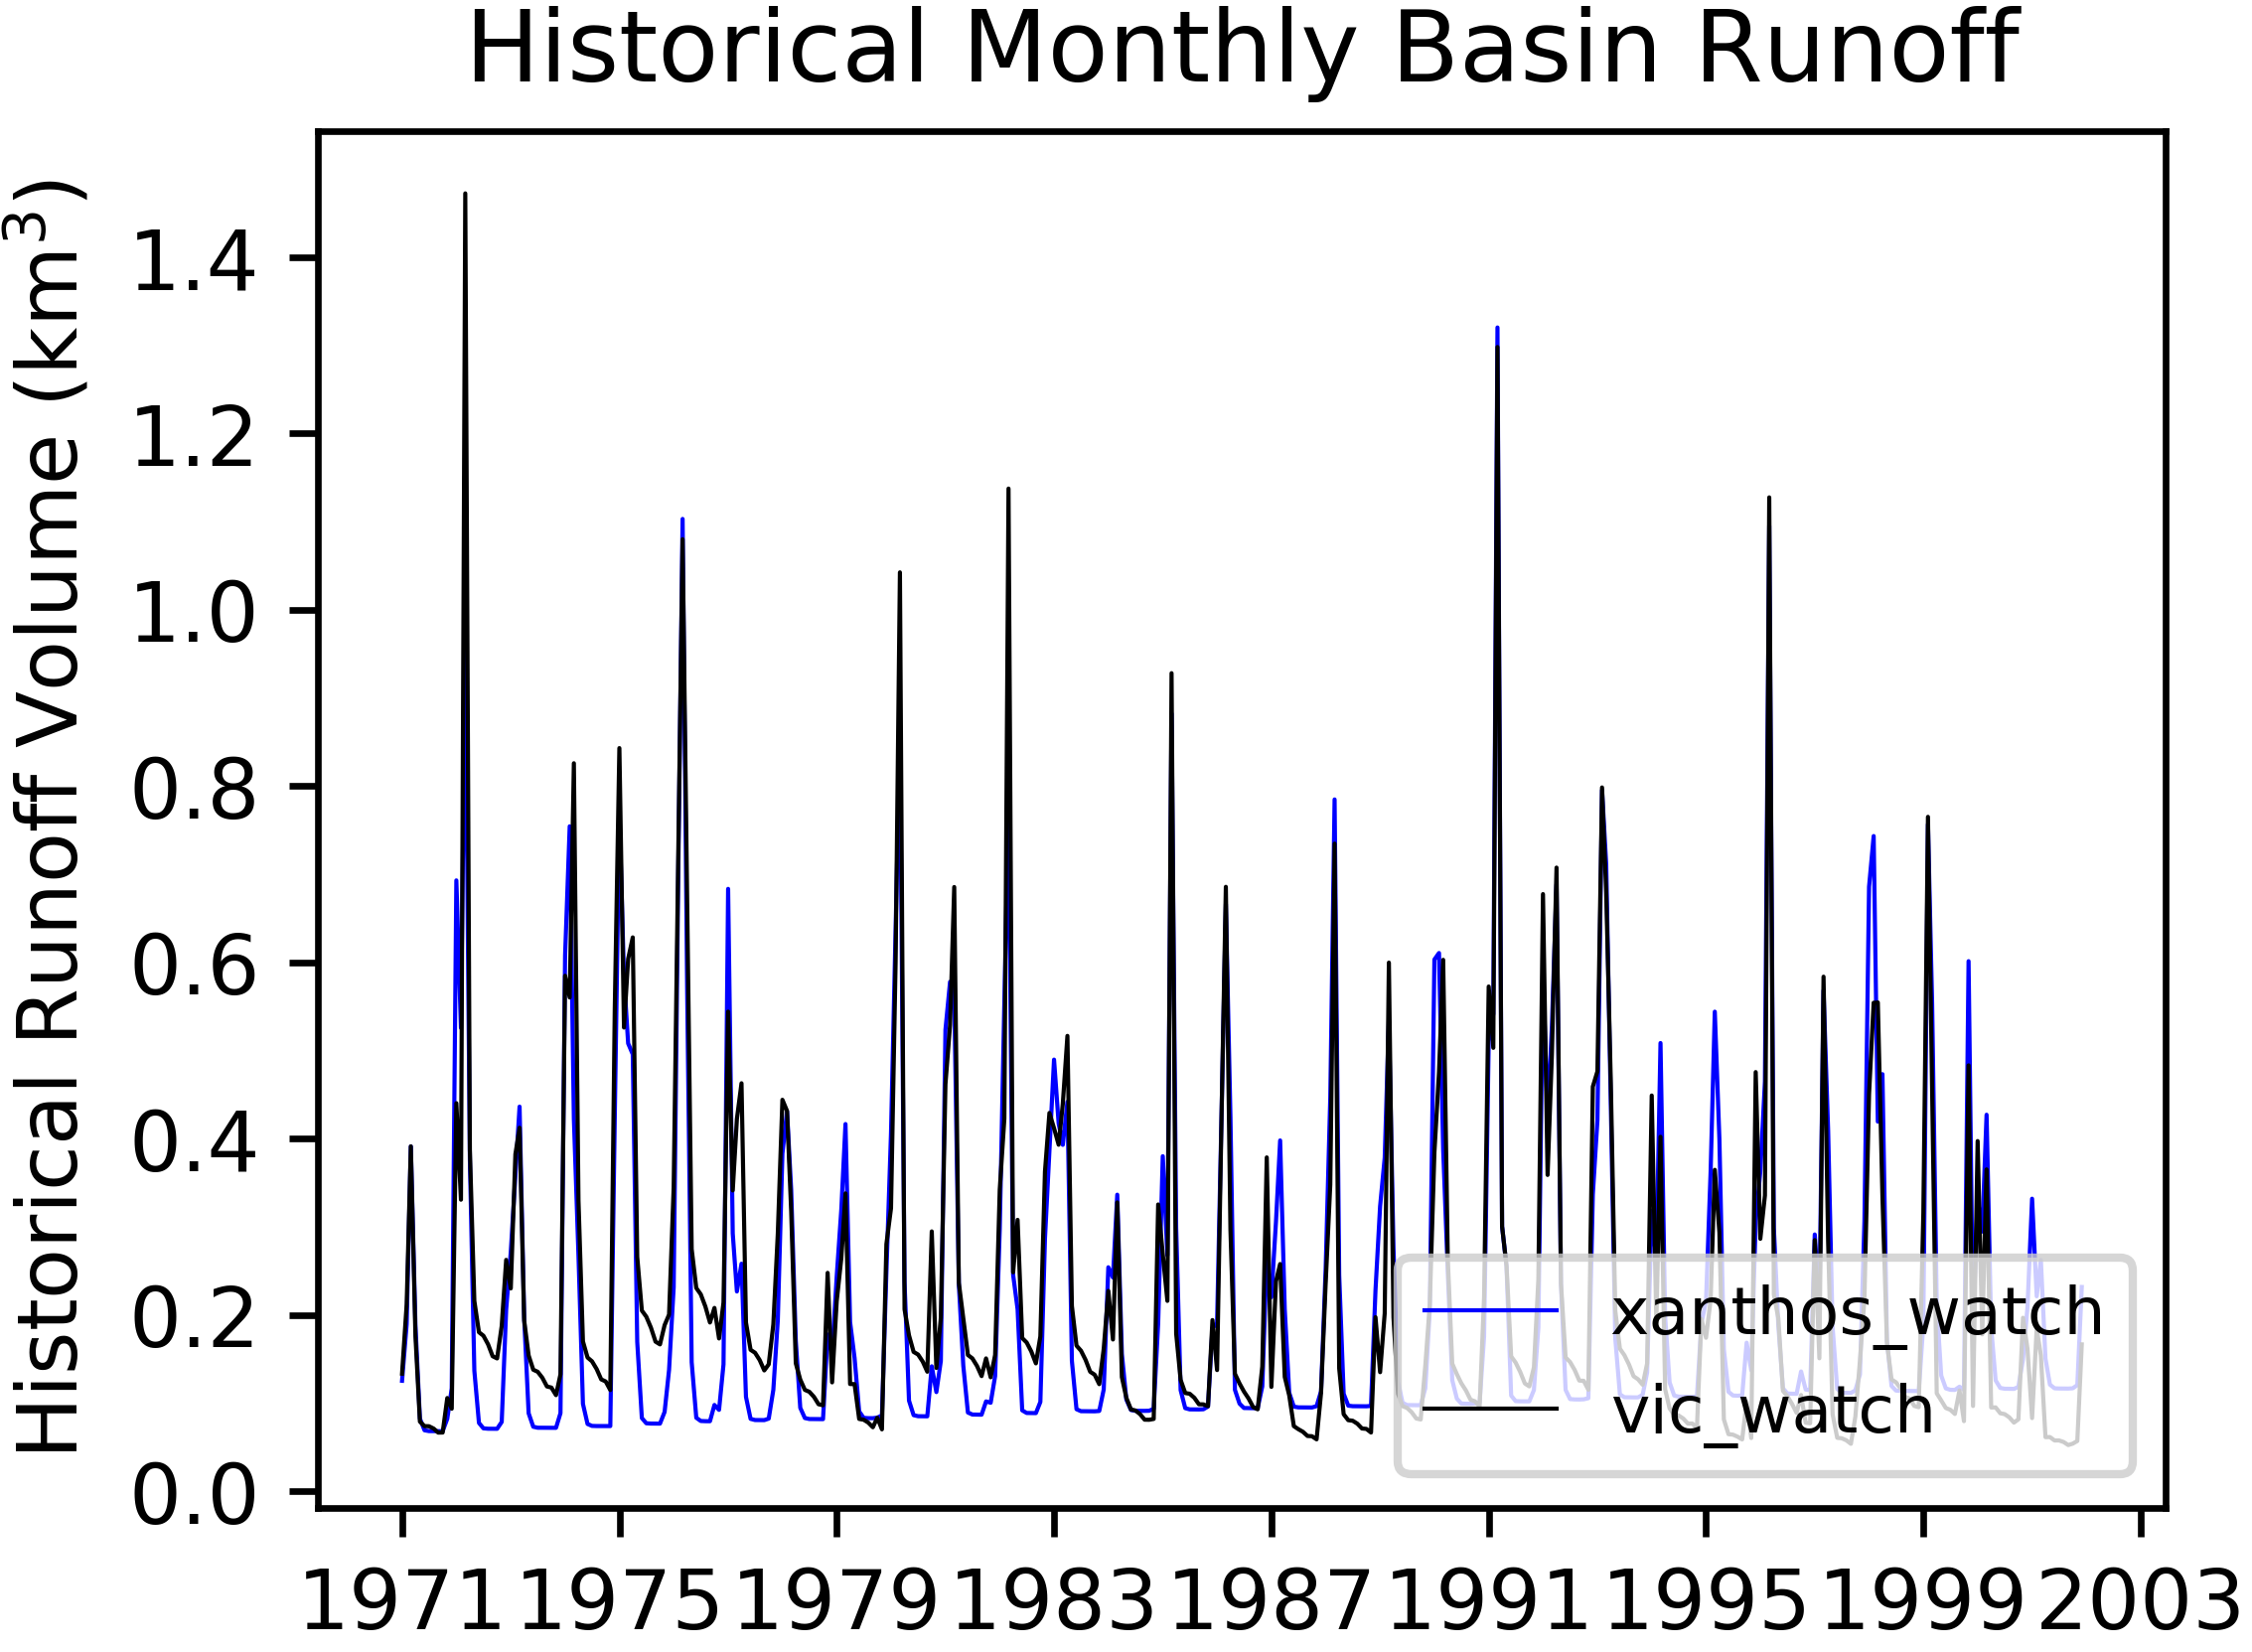 Historical Monthly Basin Runoff
Historical Runoff Volume (km³)
1.4
1.2
1.0
0.8
0.6
0.4
0.2
0.0
xanthos_watch
vic_watch
1971 1975 1979 1983 1987 1991 1995 1999 2003